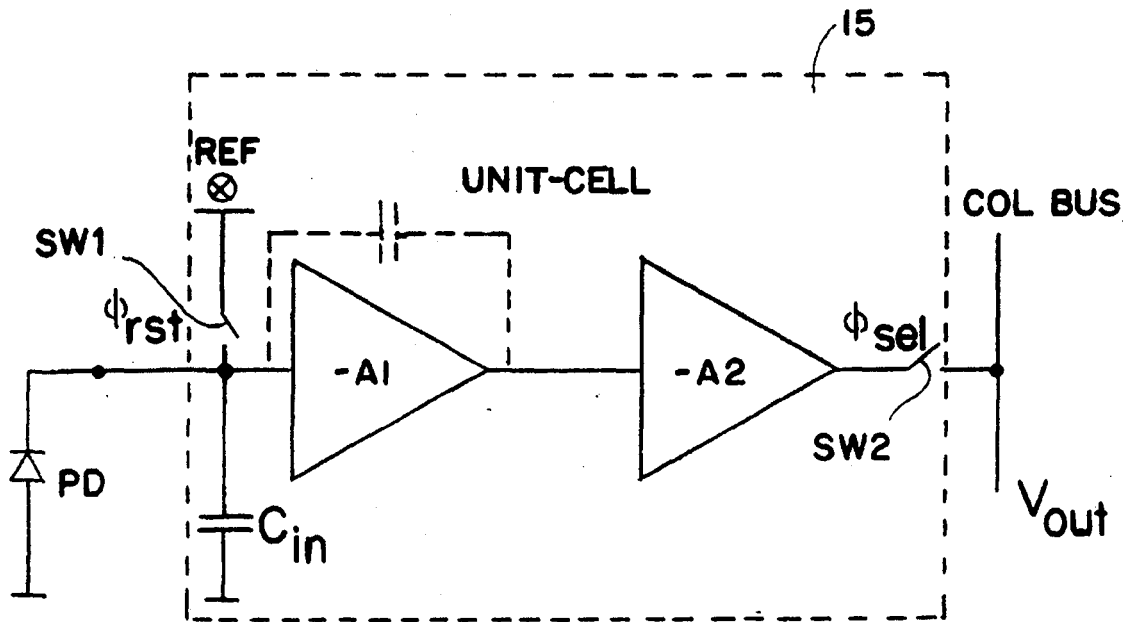 15
REF
UNIT-CELL
COL BUS
SW1
ϕrst
-A1
-A2
ϕsel
SW2
PD
Cin
Vout